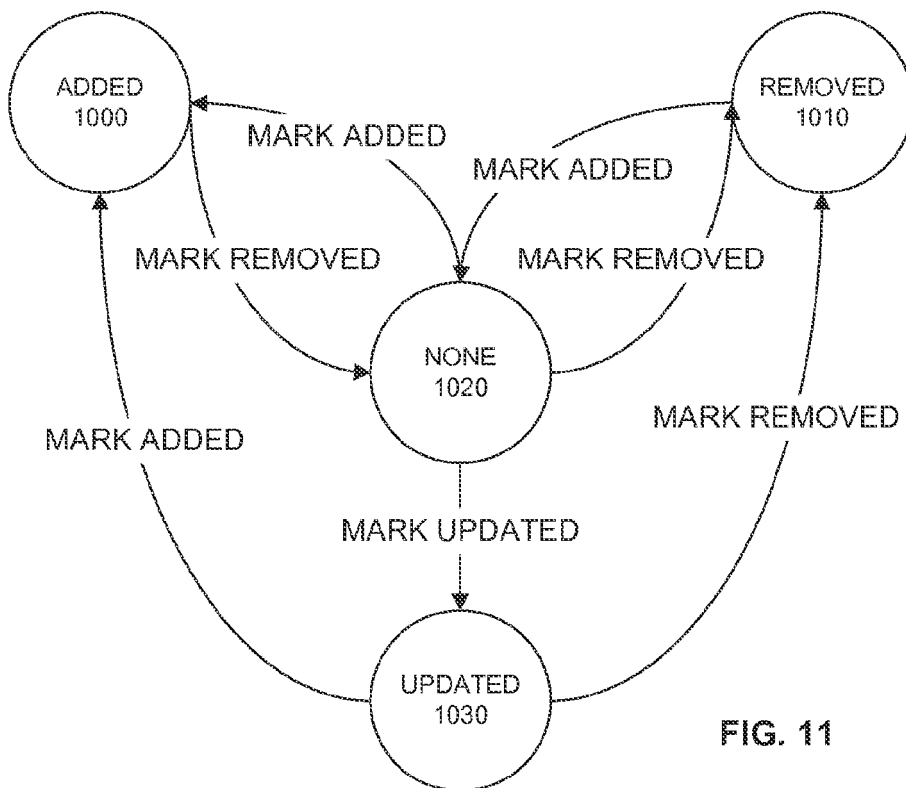 ADDED
1000
REMOVED
1010
MARK ADDED
MARK ADDED
MARK REMOVED
MARK REMOVED
NONE
1020
MARK ADDED
MARK REMOVED
MARK UPDATED
UPDATED
1030
FIG. 11